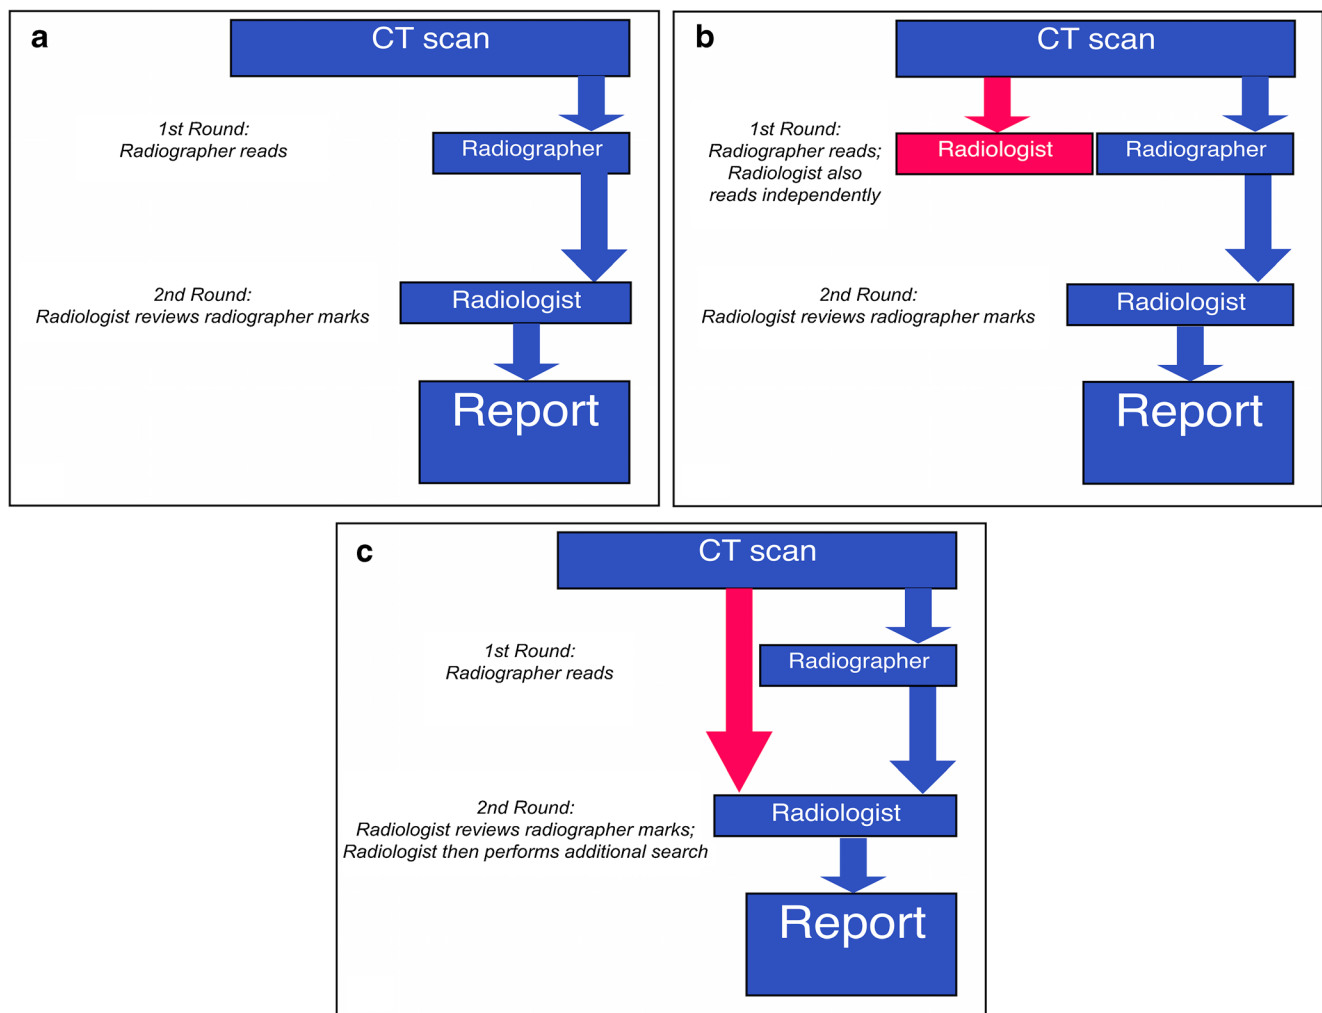 a
CT scan
1st Round:
Radiographer reads
Radiographer
2nd Round:
Radiologist reviews radiographer marks
Radiologist
Report
b
CT scan
1st Round:
Radiographer reads;
Radiologist also
reads independently
Radiologist
Radiographer
2nd Round:
Radiologist reviews radiographer marks
Radiologist
Report
c
CT scan
1st Round:
Radiographer reads
Radiographer
2nd Round:
Radiologist reviews radiographer marks;
Radiologist then performs additional search
Radiologist
Report